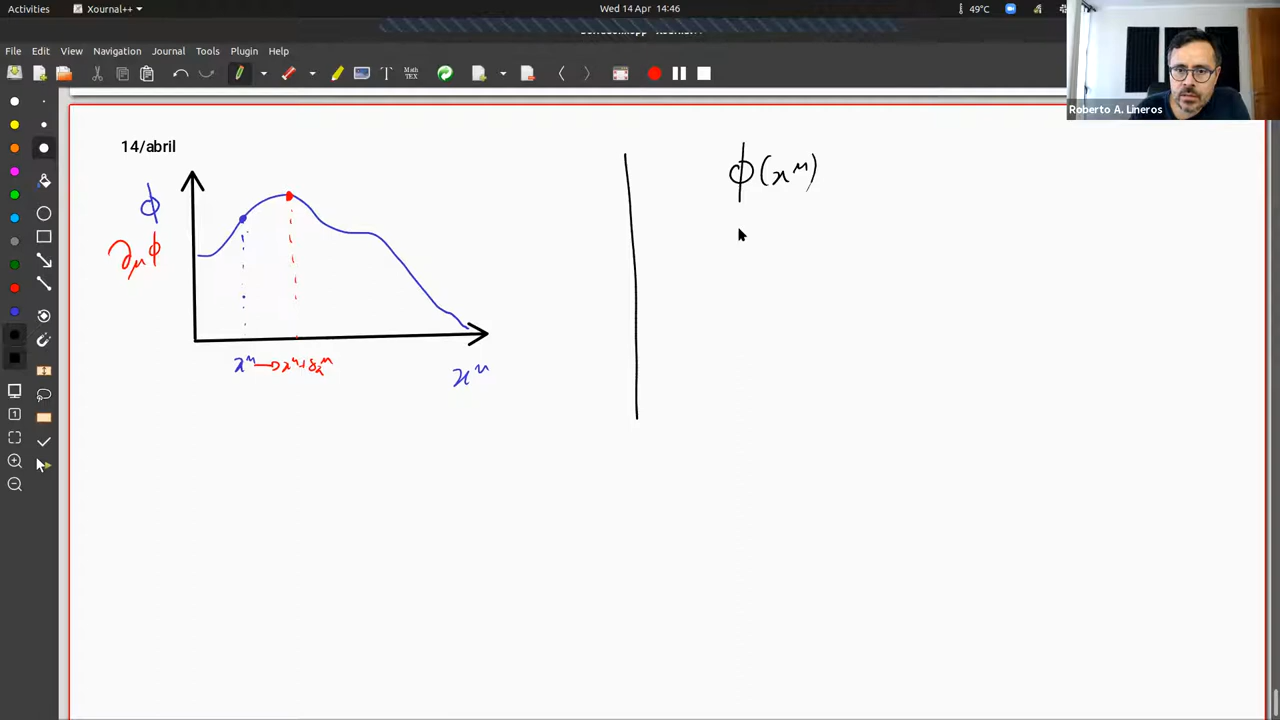 Activities Xournal++ Wed 14 Apr 14:46 49°C
File Edit View Navigation Journal Tools Plugin Help
Roberto A. Lineros
14/abril
ϕ
∂μϕ
x^μ → x^μ+δx^μ
x^μ
ϕ(x^μ)